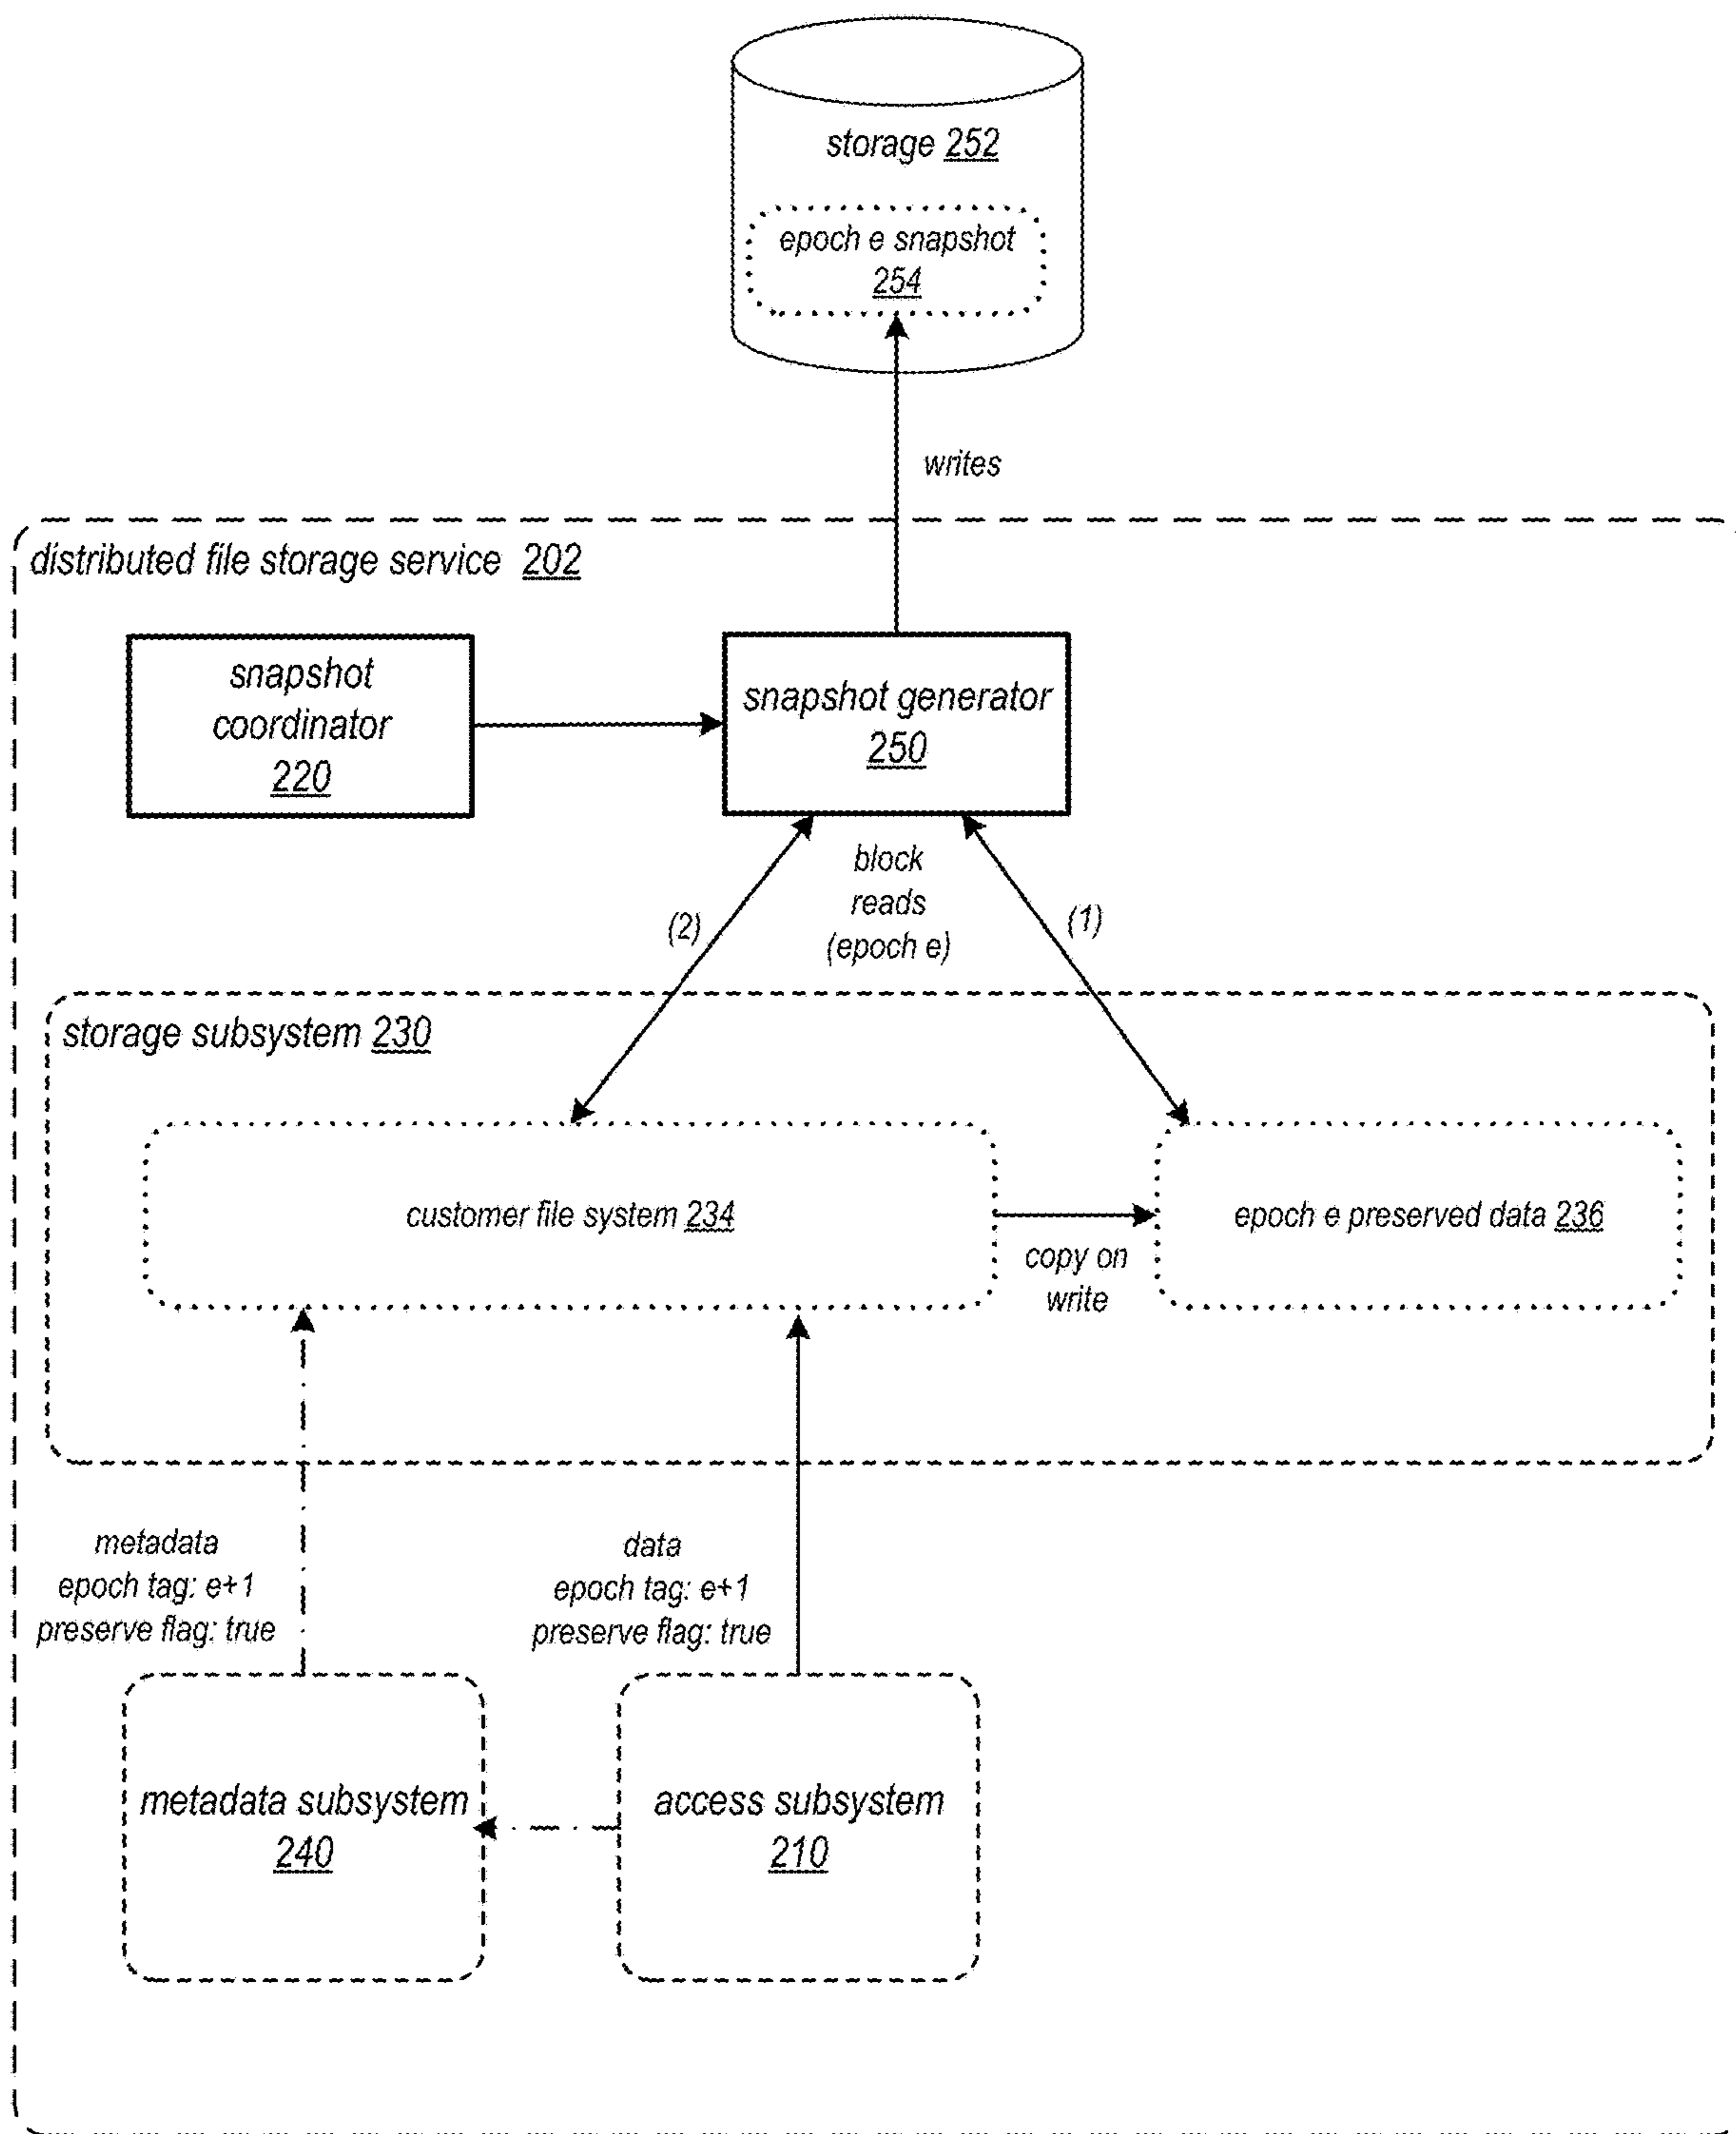 storage 252
epoch e snapshot
254
writes
distributed file storage service 202
snapshot
coordinator
220
snapshot generator
250
block
reads
(epoch e)
(2)
(1)
storage subsystem 230
customer file system 234
epoch e preserved data 236
copy on
write
metadata
epoch tag: e+1
preserve flag: true
data
epoch tag: e+1
preserve flag: true
metadata subsystem
240
access subsystem
210